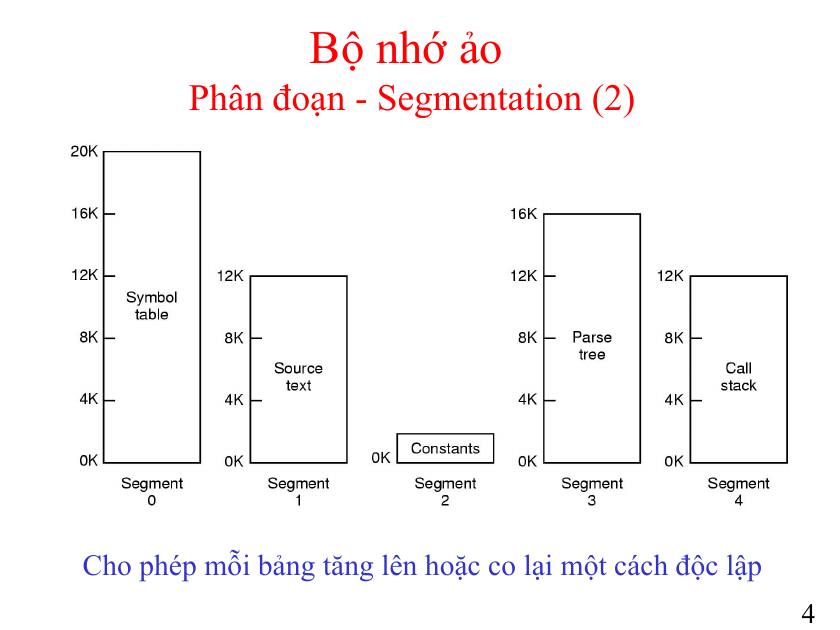 Bộ nhớ ảo
Phân đoạn - Segmentation (2)
20K
16K
12K
8K
4K
0K
Symbol
table
Segment
0
12K
8K
4K
0K
Source
text
Segment
1
0K
Constants
Segment
2
16K
12K
8K
4K
0K
Parse
tree
Segment
3
12K
8K
4K
0K
Call
stack
Segment
4
Cho phép mỗi bảng tăng lên hoặc co lại một cách độc lập
4